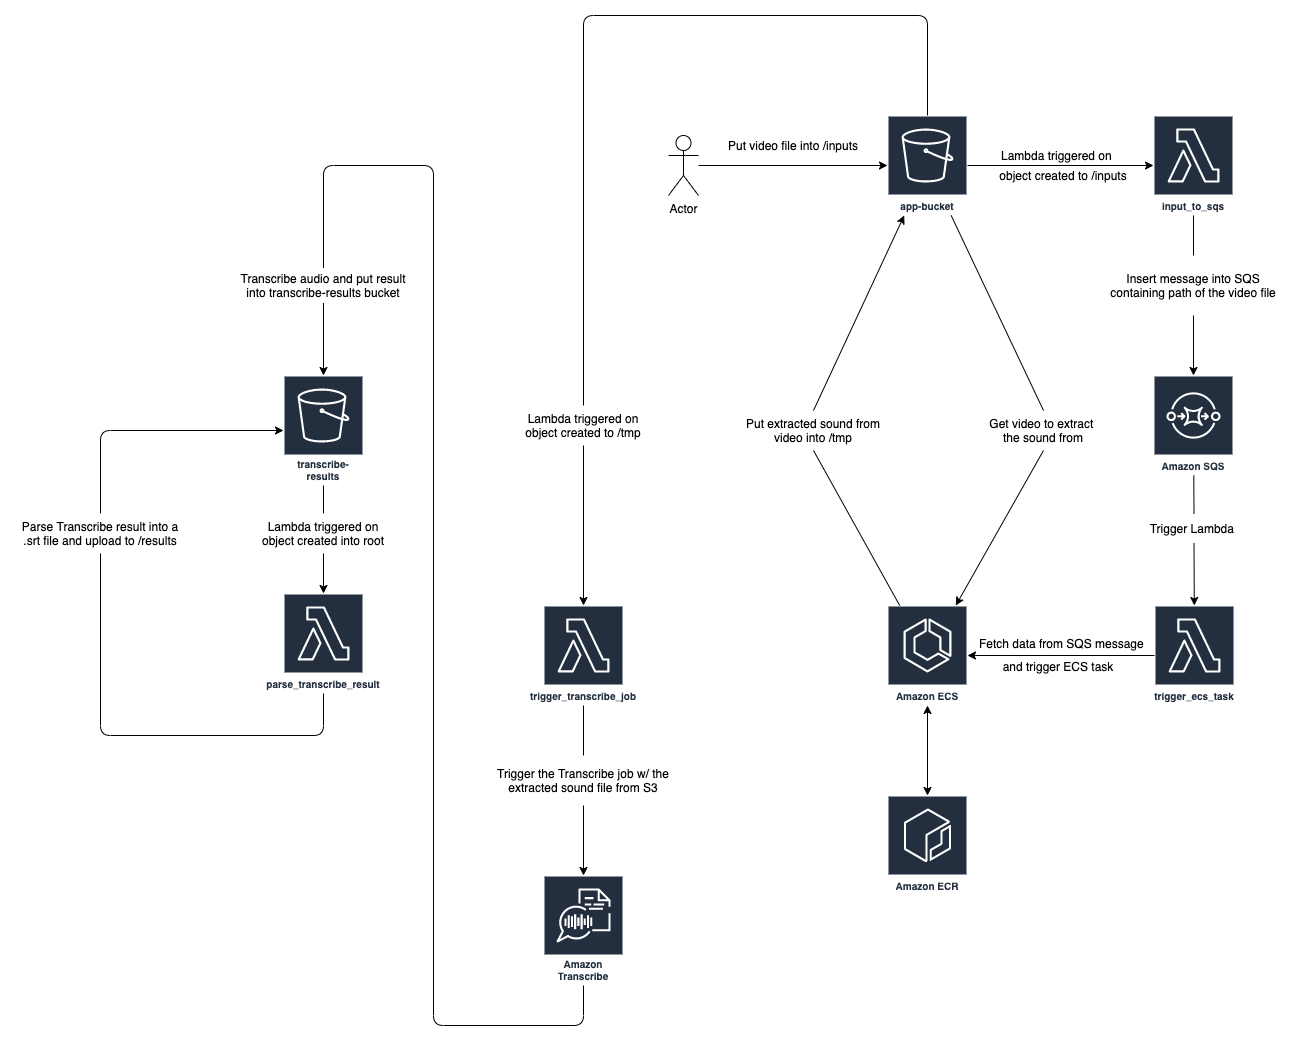 Put video file into /inputs
Lambda triggered on
object created to /inputs
Actor
app-bucket
input_to_sqs
Transcribe audio and put result
into transcribe-results bucket
Insert message into SQS
containing path of the video file
Lambda triggered on
object created to /tmp
Put extracted sound from
video into /tmp
Get video to extract
the sound from
transcribe-
results
Amazon SQS
Parse Transcribe result into a
.srt file and upload to /results
Lambda triggered on
object created into root
Trigger Lambda
Fetch data from SQS message
and trigger ECS task
parse_transcribe_result
trigger_transcribe_job
Amazon ECS
trigger_ecs_task
Trigger the Transcribe job w/ the
extracted sound file from S3
Amazon ECR
Amazon
Transcribe